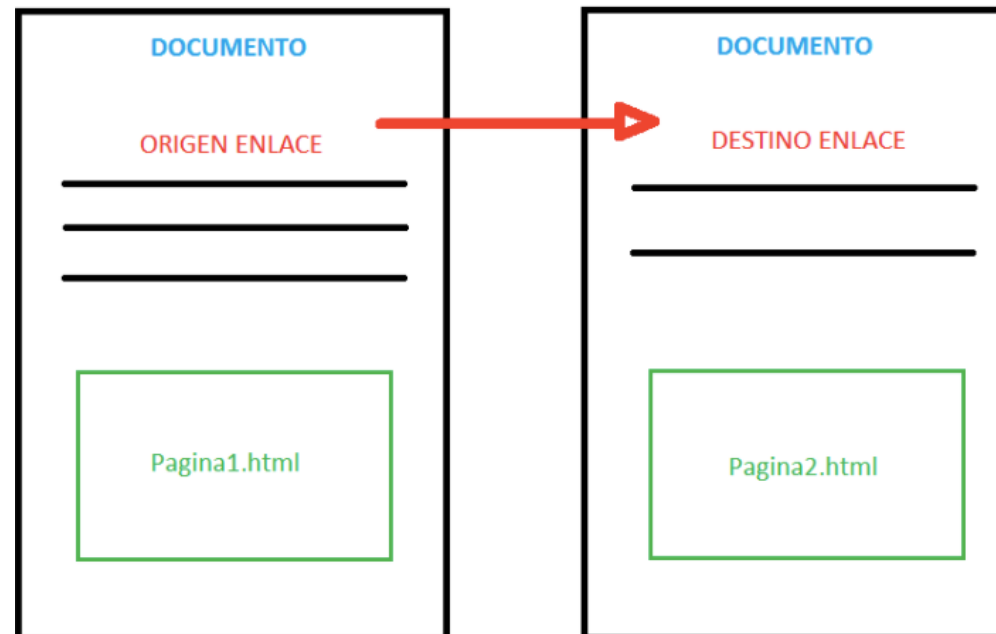 DOCUMENTO
ORIGEN ENLACE
Pagina1.html
DOCUMENTO
DESTINO ENLACE
Pagina2.html